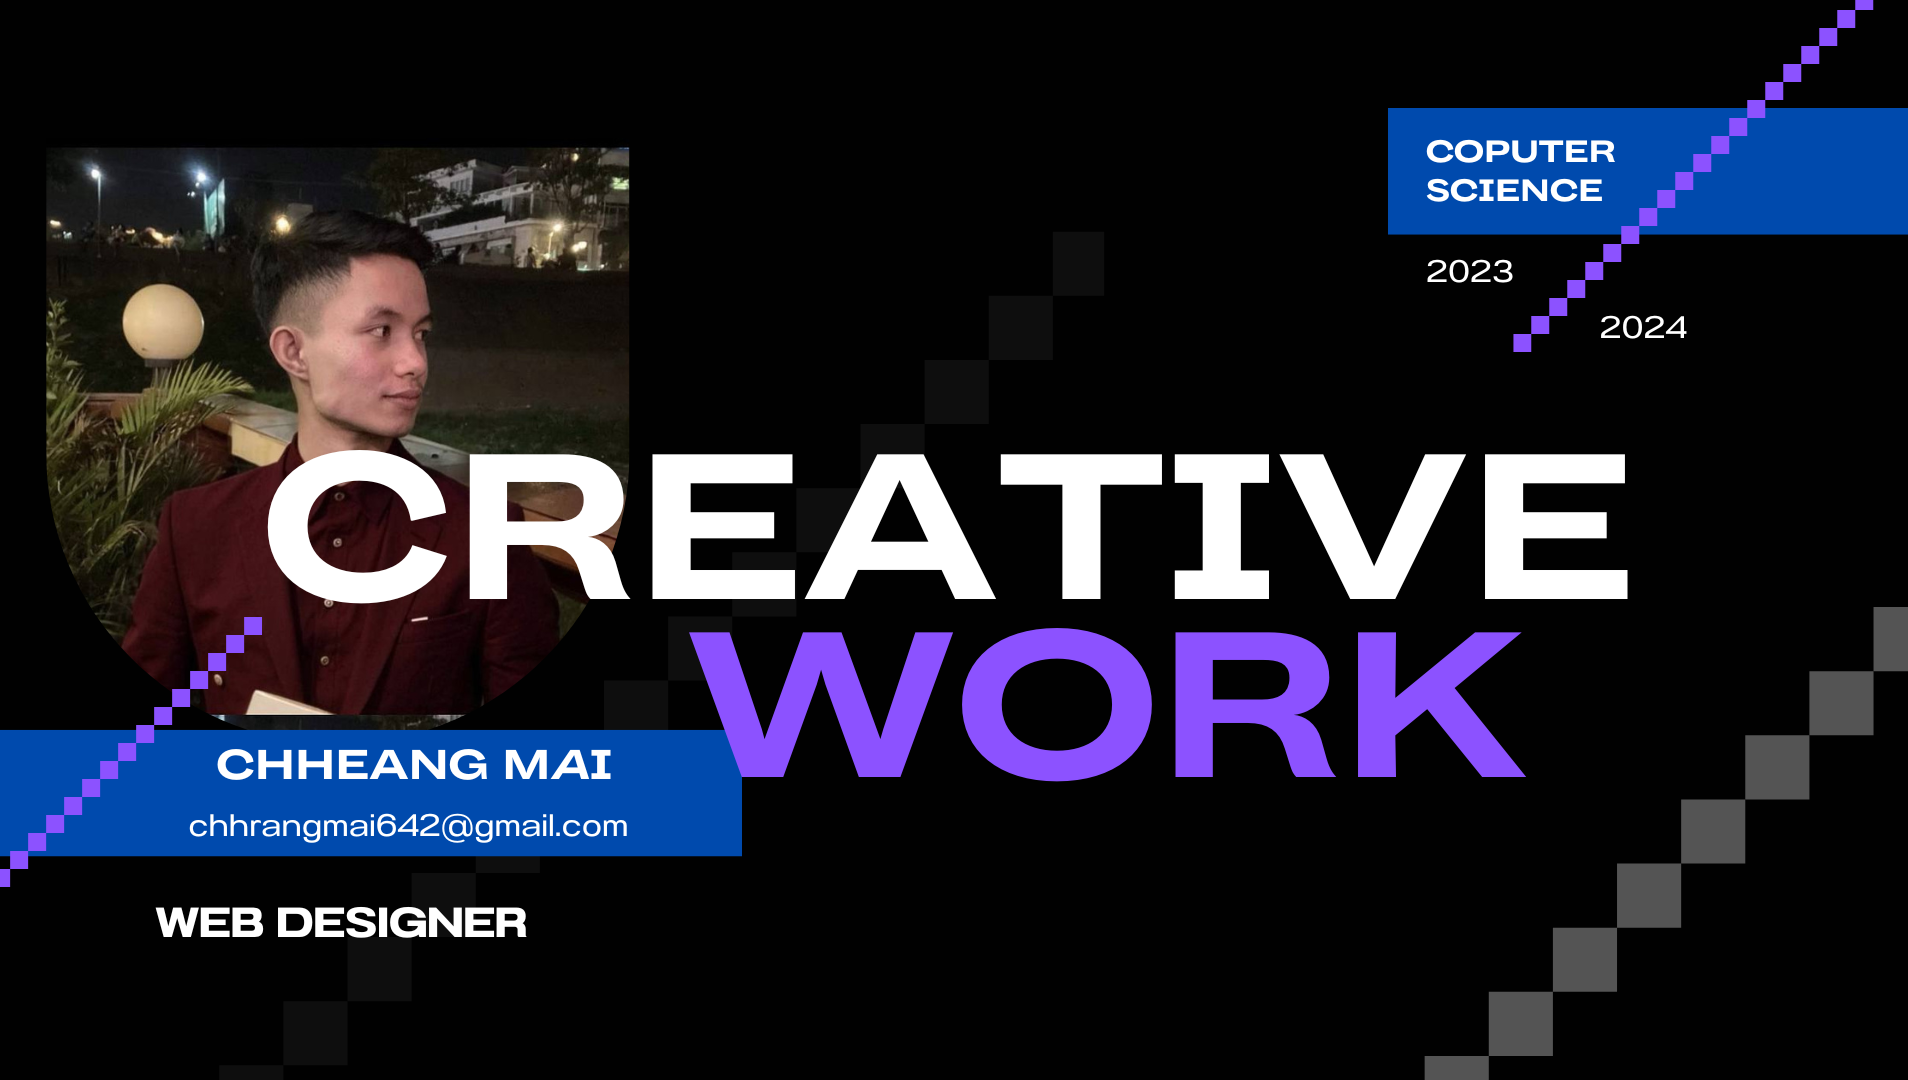 COPUTER
SCIENCE
2023
2024
CREATIVE
WORK
CHHEANG MAI
chhrangmai642@gmail.com
WEB DESIGNER